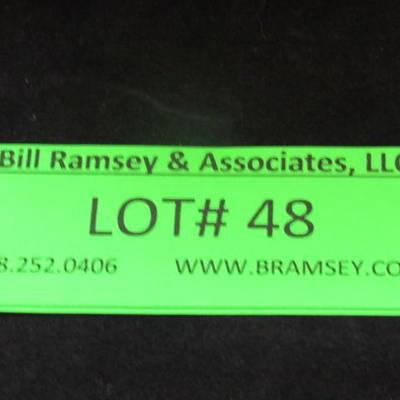 Bill Ramsey & Associates, LLC
LOT# 48
8.252.0406 WWW.BRAMSEY.CO